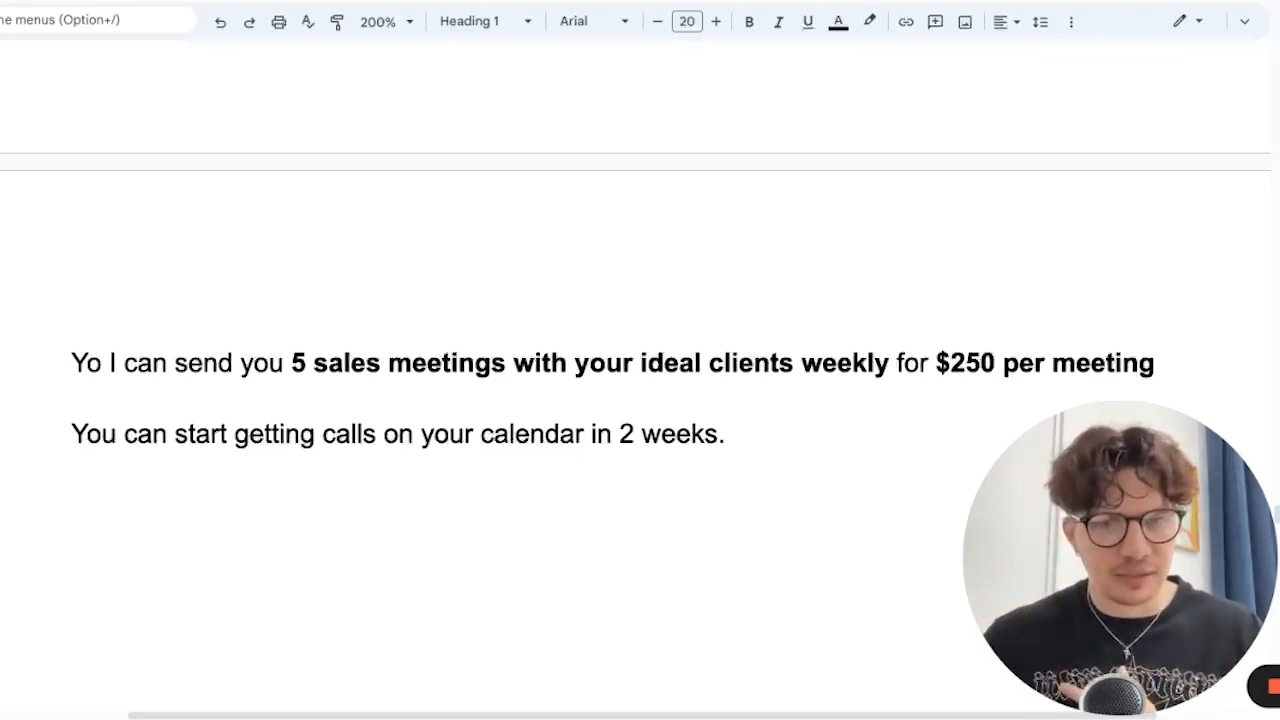 ne menus (Option+/)
200%
Heading 1
Arial
20
B
I
U
A
Yo I can send you 5 sales meetings with your ideal clients weekly for $250 per meeting
You can start getting calls on your calendar in 2 weeks.